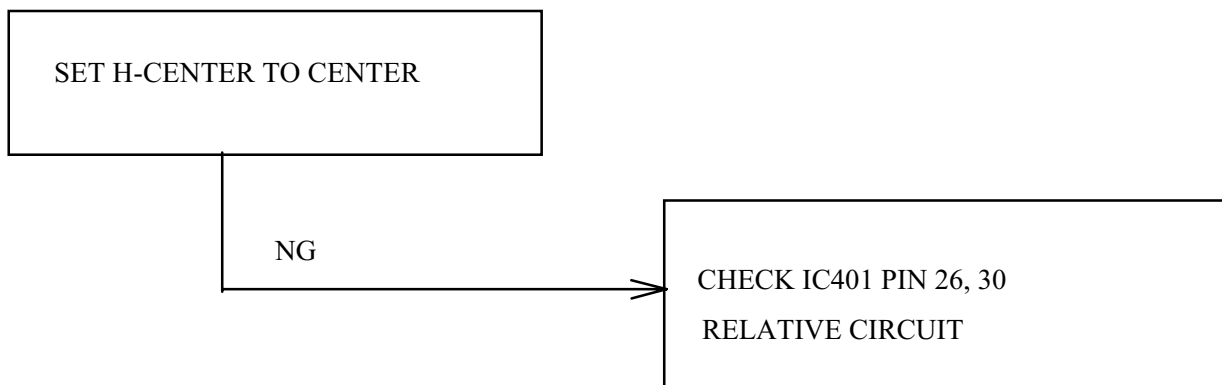 SET H-CENTER TO CENTER
NG
CHECK IC401 PIN 26, 30
RELATIVE CIRCUIT